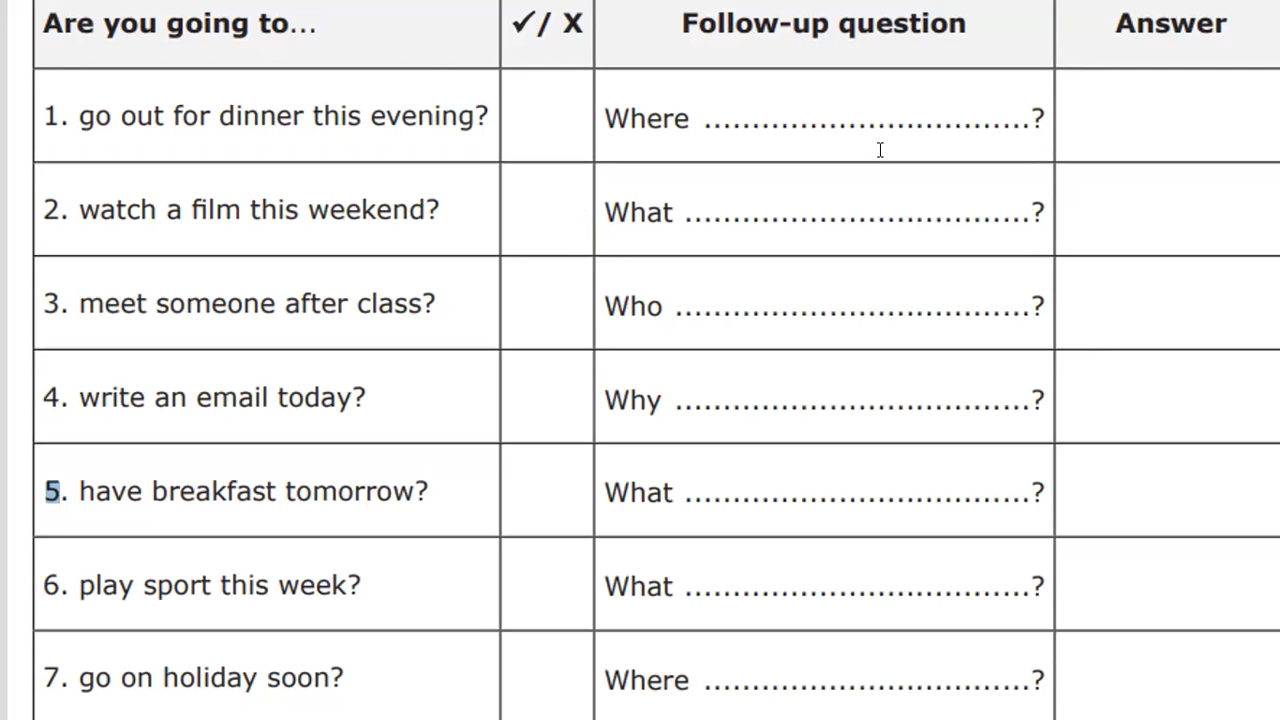 Are you going to... ✓/ X Follow-up question Answer
1. go out for dinner this evening? Where ..................................?
2. watch a film this weekend? What ....................................?
3. meet someone after class? Who .....................................?
4. write an email today? Why .....................................?
5. have breakfast tomorrow? What ....................................?
6. play sport this week? What ....................................?
7. go on holiday soon? Where ..................................?